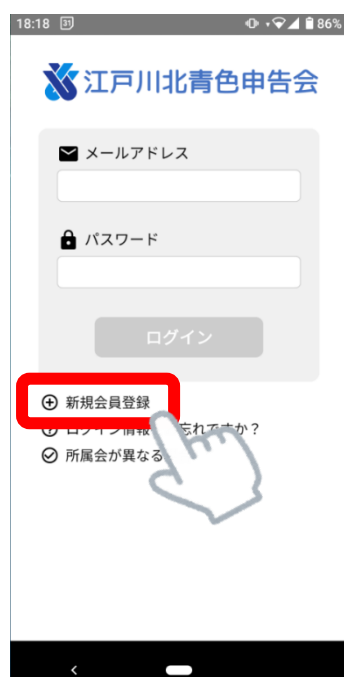 18:18 31 86%
江戸川北青色申告会
メールアドレス
パスワード
ログイン
新規会員登録
ログイン情報 忘れですか？
所属会が異なる